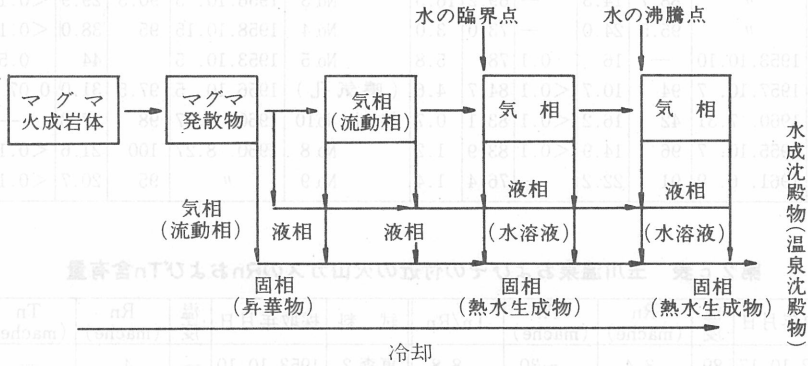 水の臨界点
水の沸騰点
マグマ
火成岩体
マグマ
発散物
気相
(流動相)
気相
気相
気相
(流動相)
液相
液相
液相
(水溶液)
液相
(水溶液)
固相
(昇華物)
固相
(熱水生成物)
固相
(熱水生成物)
水成沈殿物(温泉沈殿物)
冷却